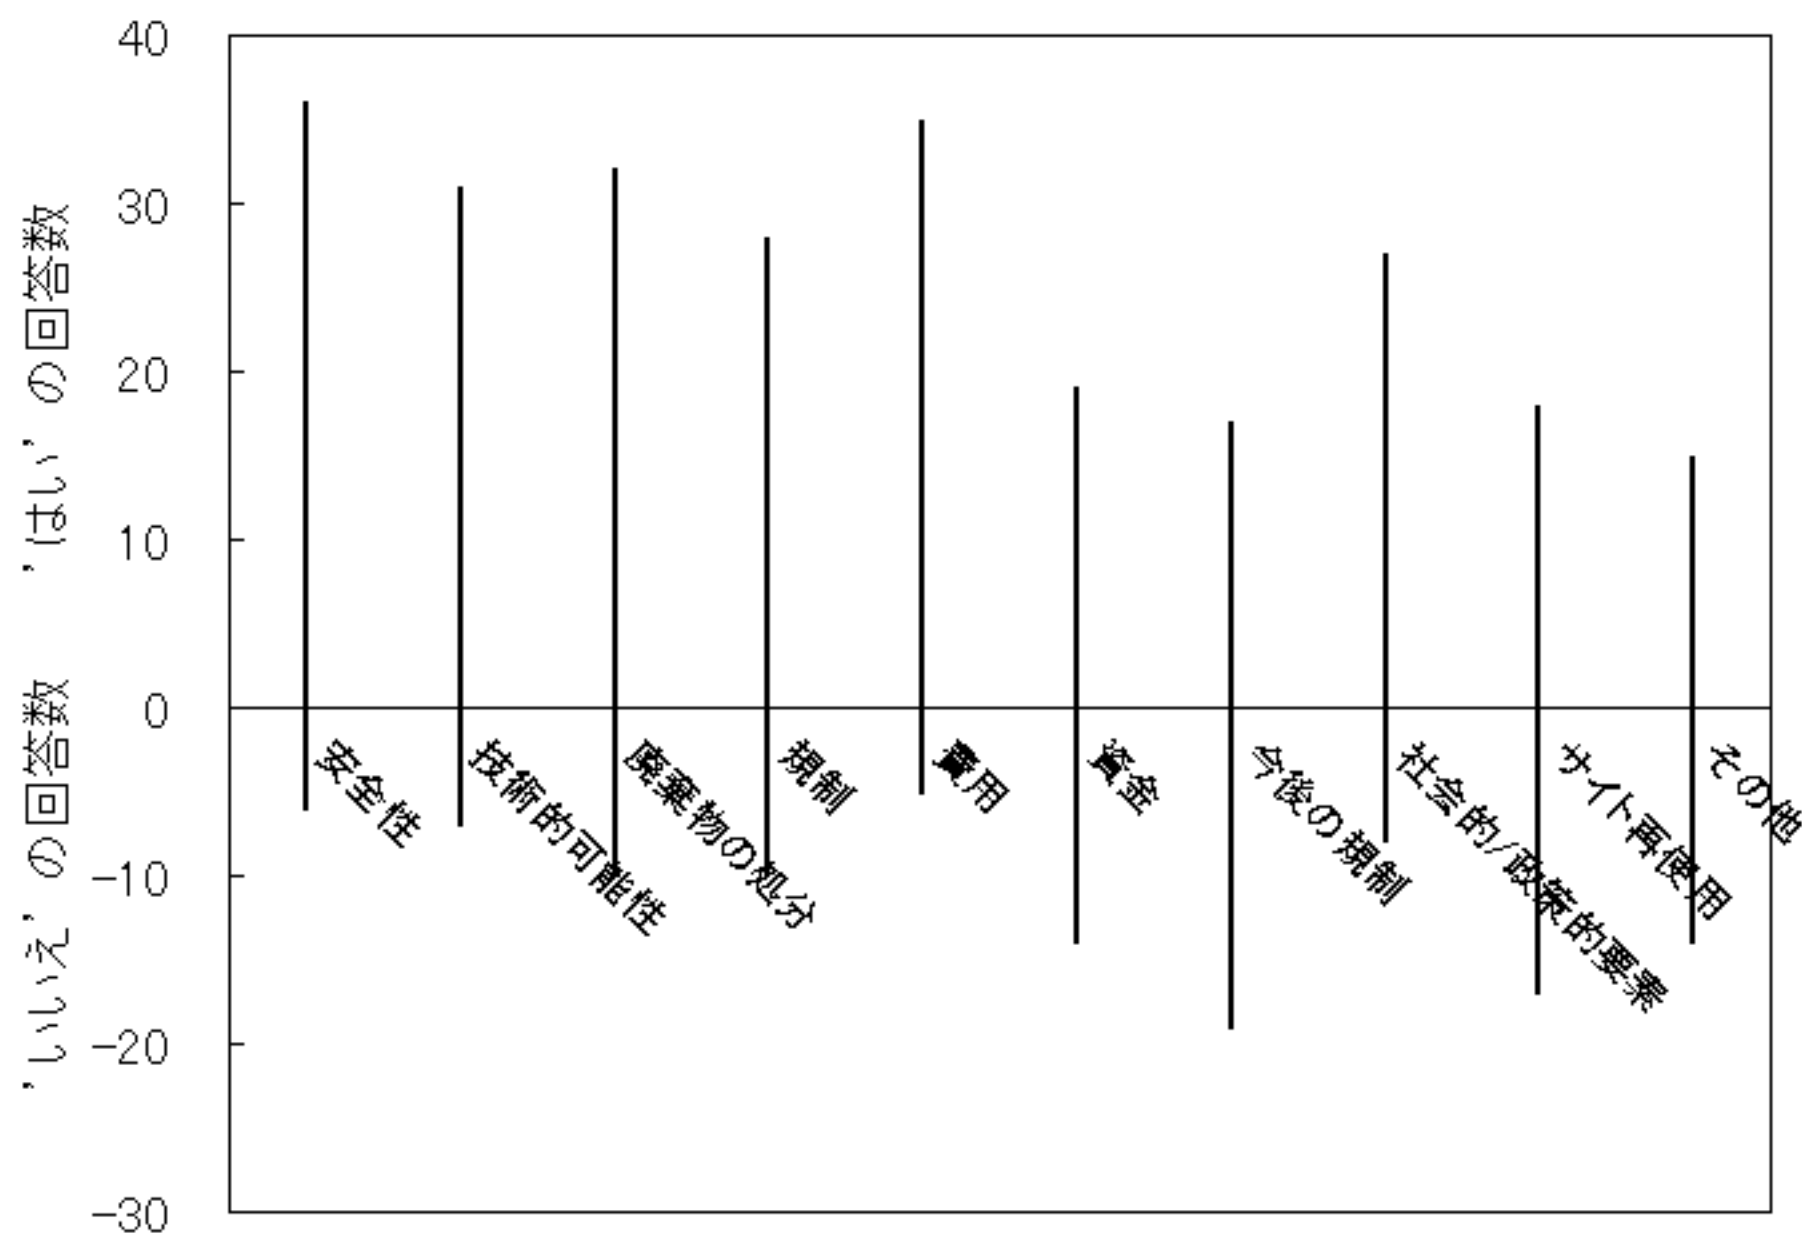 40
30
20
10
0
−10
−20
−30
’はい’の回答数
’いいえ’の回答数
安全性
技術的可能性
廃棄物の処分
規制
費用
資金
今後の規制
社会的/政策的要素
サイト再使用
その他